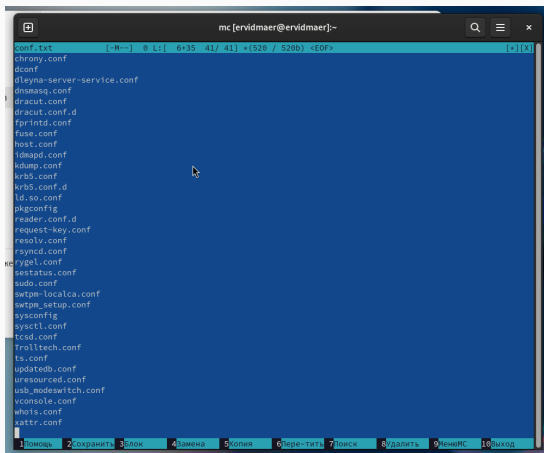 mc [ervidmaer@ervidmaer]:~
conf.txt [-M--] 0 L:[ 6+35 41/ 41] *(520 / 520b) <EOF> [*][X]
chrony.conf
dconf
dleyna-server-service.conf
dnsmasq.conf
dracut.conf
dracut.conf.d
fprintd.conf
fuse.conf
host.conf
idmapd.conf
kdump.conf
krb5.conf
krb5.conf.d
ld.so.conf
pkgconfig
reader.conf.d
request-key.conf
resolv.conf
rsyncd.conf
rygel.conf
sestatus.conf
sudo.conf
swtpm-localca.conf
swtpm_setup.conf
sysconfig
sysctl.conf
tcsd.conf
Trolltech.conf
ts.conf
updatedb.conf
uresourced.conf
usb_modeswitch.conf
vconsole.conf
whois.conf
xattr.conf
1Помощь 2Сохранить 3Блок 4Замена 5Копия 6Пере~тить 7Поиск 8Удалить 9МенюMC 10Выход